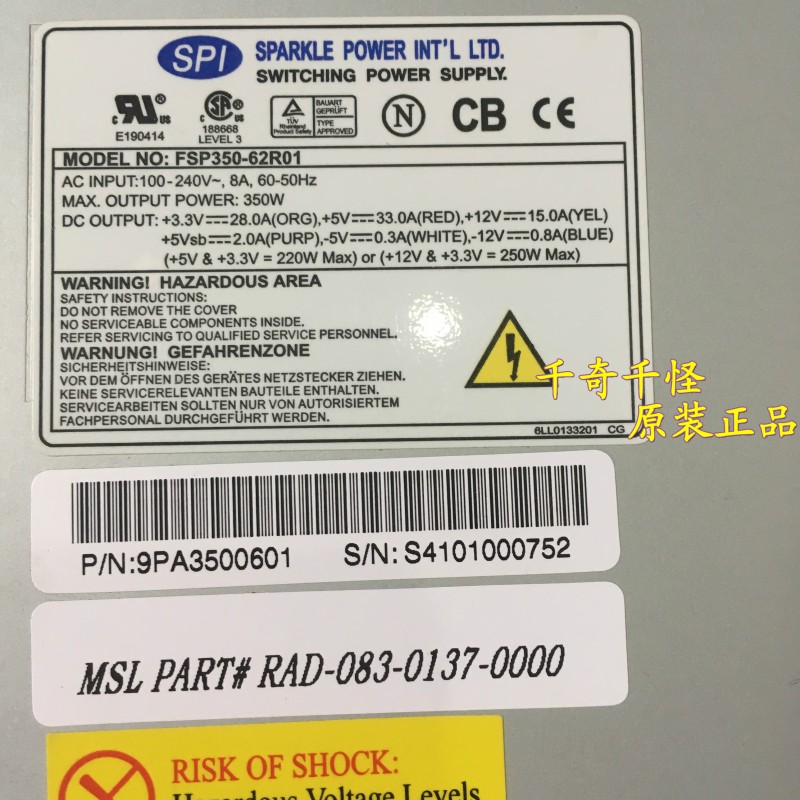 SPI SPARKLE POWER INT'L LTD.
SWITCHING POWER SUPPLY.
c RU ® us
E190414
c SA ® us
188668
LEVEL 3
TÜV
Rheinland
Product Safety
BAUART
GEPRÜFT
TYPE
APPROVED
N
CB
CE
MODEL NO: FSP350-62R01
AC INPUT:100-240V~, 8A, 60-50Hz
MAX. OUTPUT POWER: 350W
DC OUTPUT: +3.3V⎓28.0A(ORG),+5V⎓33.0A(RED),+12V⎓15.0A(YEL)
+5Vsb⎓2.0A(PURP),-5V⎓0.3A(WHITE),-12V⎓0.8A(BLUE)
(+5V & +3.3V = 220W Max) or (+12V & +3.3V = 250W Max)
WARNING! HAZARDOUS AREA
SAFETY INSTRUCTIONS:
DO NOT REMOVE THE COVER
NO SERVICEABLE COMPONENTS INSIDE.
REFER SERVICING TO QUALIFIED SERVICE PERSONNEL.
WARNUNG! GEFAHRENZONE
SICHERHEITSHINWEISE:
VOR DEM ÖFFNEN DES GERÄTES NETZSTECKER ZIEHEN.
KEINE SERVICERELEVANTEN BAUTEILE ENTHALTEN.
SERVICEARBEITEN SOLLTEN NUR VON AUTORISIERTEM
FACHPERSONAL DURCHGEFÜHRT WERDEN.
6LL0133201 CG
千奇千怪
原装正品
P/N:9PA3500601 S/N: S4101000752
MSL PART# RAD-083-0137-0000
RISK OF SHOCK:
Hazardous Voltage Levels